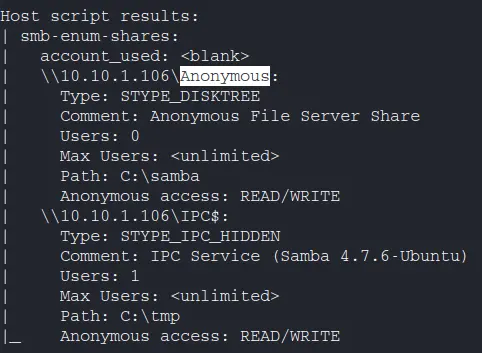 Host script results:
| smb-enum-shares:
|   account_used: <blank>
|   \\10.10.1.106\Anonymous:
|     Type: STYPE_DISKTREE
|     Comment: Anonymous File Server Share
|     Users: 0
|     Max Users: <unlimited>
|     Path: C:\samba
|     Anonymous access: READ/WRITE
|   \\10.10.1.106\IPC$:
|     Type: STYPE_IPC_HIDDEN
|     Comment: IPC Service (Samba 4.7.6-Ubuntu)
|     Users: 1
|     Max Users: <unlimited>
|     Path: C:\tmp
|_    Anonymous access: READ/WRITE